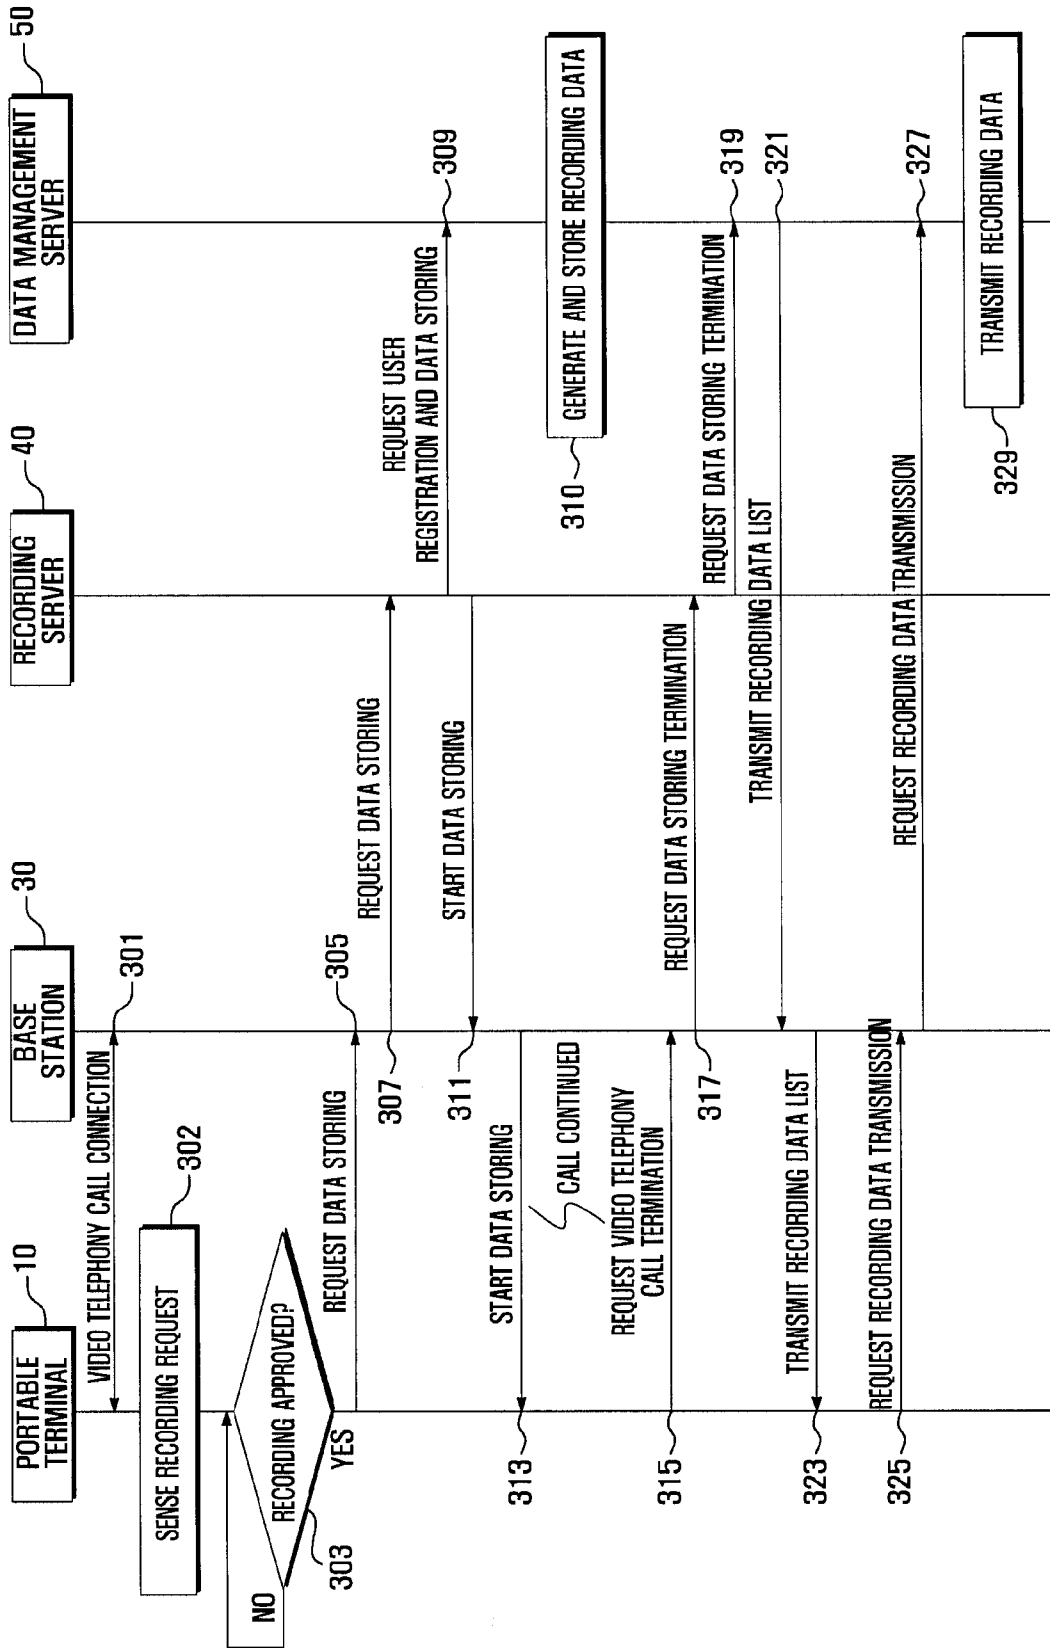 PORTABLE
TERMINAL
10
BASE
STATION
30
RECORDING
SERVER
40
DATA MANAGEMENT
SERVER
50
VIDEO TELEPHONY CALL CONNECTION
301
SENSE RECORDING REQUEST
302
RECORDING APPROVED?
NO
303
YES
REQUEST DATA STORING
305
307
REQUEST DATA STORING
REQUEST USER
REGISTRATION AND DATA STORING
309
311
START DATA STORING
313
START DATA STORING
310
GENERATE AND STORE RECORDING DATA
CALL CONTINUED
REQUEST VIDEO TELEPHONY
CALL TERMINATION
315
317
REQUEST DATA STORING TERMINATION
REQUEST DATA STORING TERMINATION
319
TRANSMIT RECORDING DATA LIST
321
323
TRANSMIT RECORDING DATA LIST
325
REQUEST RECORDING DATA TRANSMISSION
REQUEST RECORDING DATA TRANSMISSION
327
329
TRANSMIT RECORDING DATA